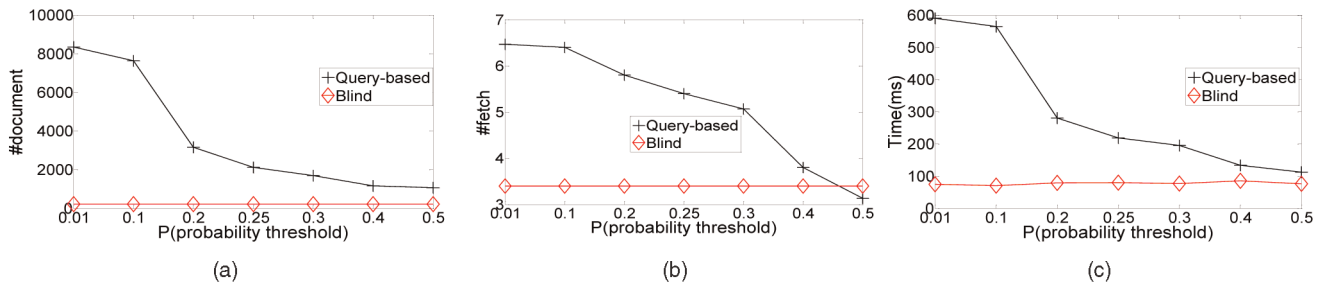 10000
8000
6000
4000
2000
0
#document
Query-based
Blind
0.01 0.1 0.2 0.25 0.3 0.4 0.5
P(probability threshold)
(a)
7
6
5
4
3
#fetch
Query-based
Blind
0.01 0.1 0.2 0.25 0.3 0.4 0.5
P(probability threshold)
(b)
600
500
400
300
200
100
0
Time(ms)
Query-based
Blind
0.01 0.1 0.2 0.25 0.3 0.4 0.5
P(probability threshold)
(c)